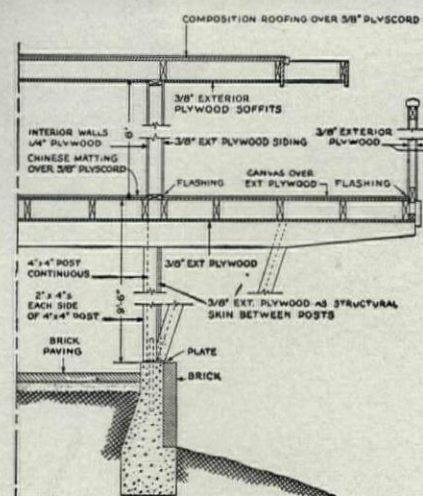 COMPOSITION ROOFING OVER 5/8" PLYSCORD
3/8" EXTERIOR
PLYWOOD SOFFITS
INTERIOR WALLS
1/4" PLYWOOD
8'
3/8" EXT PLYWOOD SIDING
3/8" EXTERIOR
PLYWOOD
CHINESE MATTING
OVER 5/8" PLYSCORD
FLASHING
CANVAS OVER
EXT PLYWOOD
FLASHING
4"x4" POST
CONTINUOUS
3/8" EXT PLYWOOD
2"x4"s
EACH SIDE
OF 4"x4" POST
9'-6"
3/8" EXT. PLYWOOD AS STRUCTURAL
SKIN BETWEEN POSTS
BRICK
PAVING
PLATE
BRICK